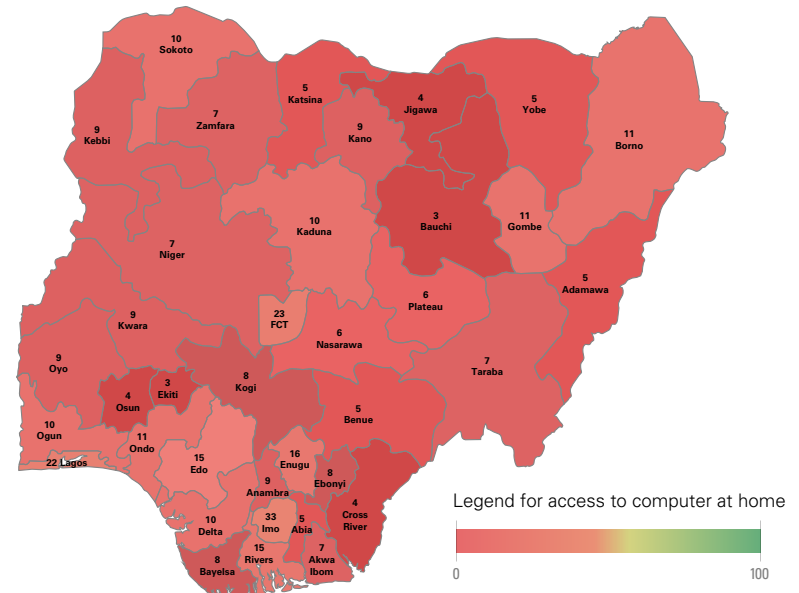 10
Sokoto
5
Katsina
4
Jigawa
5
Yobe
9
Kebbi
7
Zamfara
9
Kano
11
Borno
10
Kaduna
3
Bauchi
11
Gombe
7
Niger
5
Adamawa
6
Plateau
23
FCT
9
Kwara
6
Nasarawa
9
Oyo
7
Taraba
8
Kogi
3
Ekiti
4
Osun
5
Benue
10
Ogun
11
Ondo
22 Lagos
15
Edo
16
Enugu
8
Ebonyi
9
Anambra
4
Cross
River
10
Delta
33
Imo
5
Abia
15
Rivers
7
Akwa
Ibom
8
Bayelsa
Legend for access to computer at home
0 100